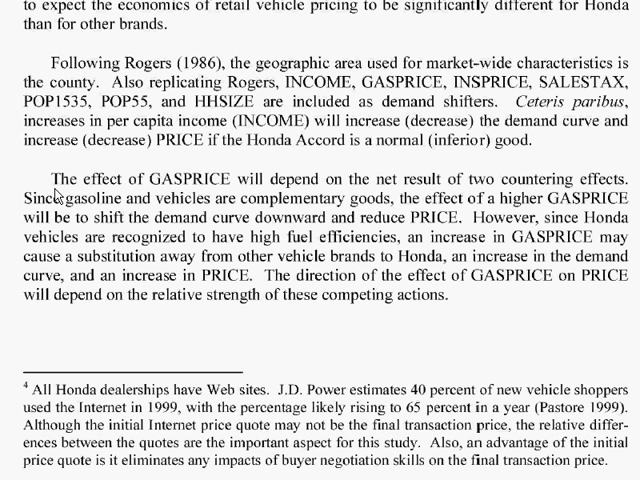 to expect the economics of retail vehicle pricing to be significantly different for Honda
than for other brands.
Following Rogers (1986), the geographic area used for market-wide characteristics is
the county. Also replicating Rogers, INCOME, GASPRICE, INSPRICE, SALESTAX,
POP1535, POP55, and HHSIZE are included as demand shifters. Ceteris paribus,
increases in per capita income (INCOME) will increase (decrease) the demand curve and
increase (decrease) PRICE if the Honda Accord is a normal (inferior) good.
The effect of GASPRICE will depend on the net result of two countering effects.
Since gasoline and vehicles are complementary goods, the effect of a higher GASPRICE
will be to shift the demand curve downward and reduce PRICE. However, since Honda
vehicles are recognized to have high fuel efficiencies, an increase in GASPRICE may
cause a substitution away from other vehicle brands to Honda, an increase in the demand
curve, and an increase in PRICE. The direction of the effect of GASPRICE on PRICE
will depend on the relative strength of these competing actions.
4 All Honda dealerships have Web sites. J.D. Power estimates 40 percent of new vehicle shoppers
used the Internet in 1999, with the percentage likely rising to 65 percent in a year (Pastore 1999).
Although the initial Internet price quote may not be the final transaction price, the relative differ-
ences between the quotes are the important aspect for this study. Also, an advantage of the initial
price quote is it eliminates any impacts of buyer negotiation skills on the final transaction price.